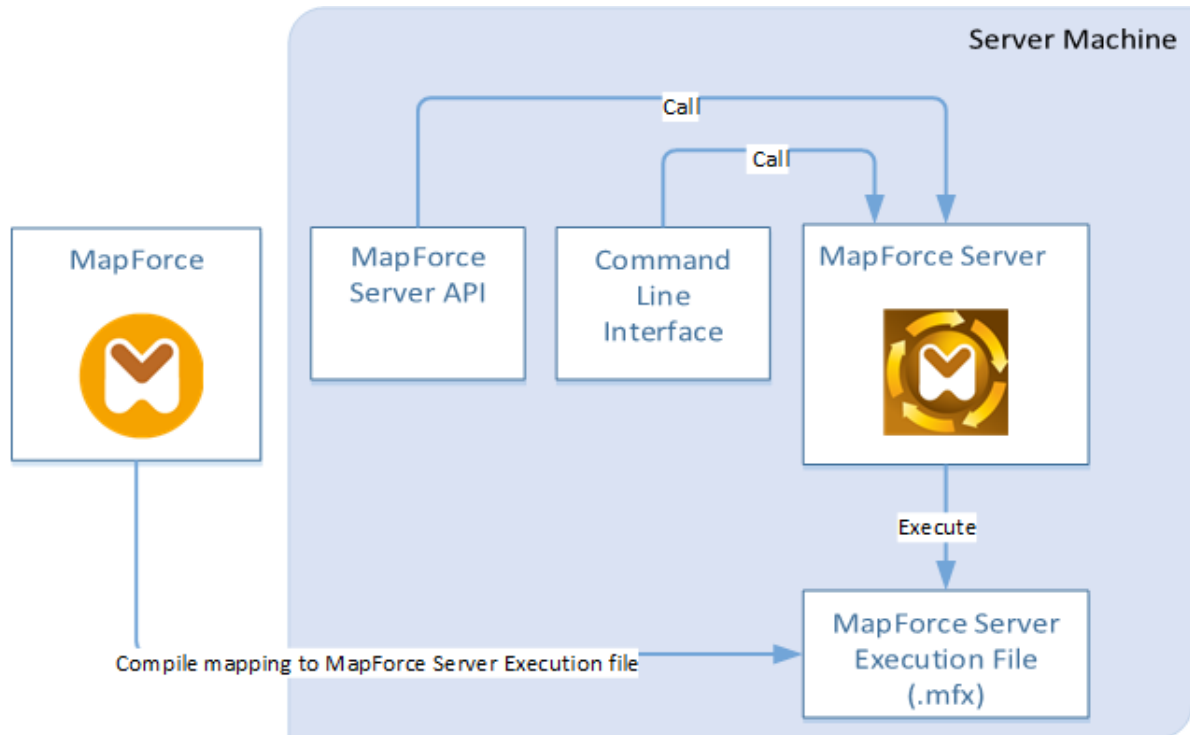 Server Machine
Call
Call
MapForce
MapForce
Server API
Command
Line
Interface
MapForce Server
Execute
Compile mapping to MapForce Server Execution file
MapForce Server
Execution File
(.mfx)